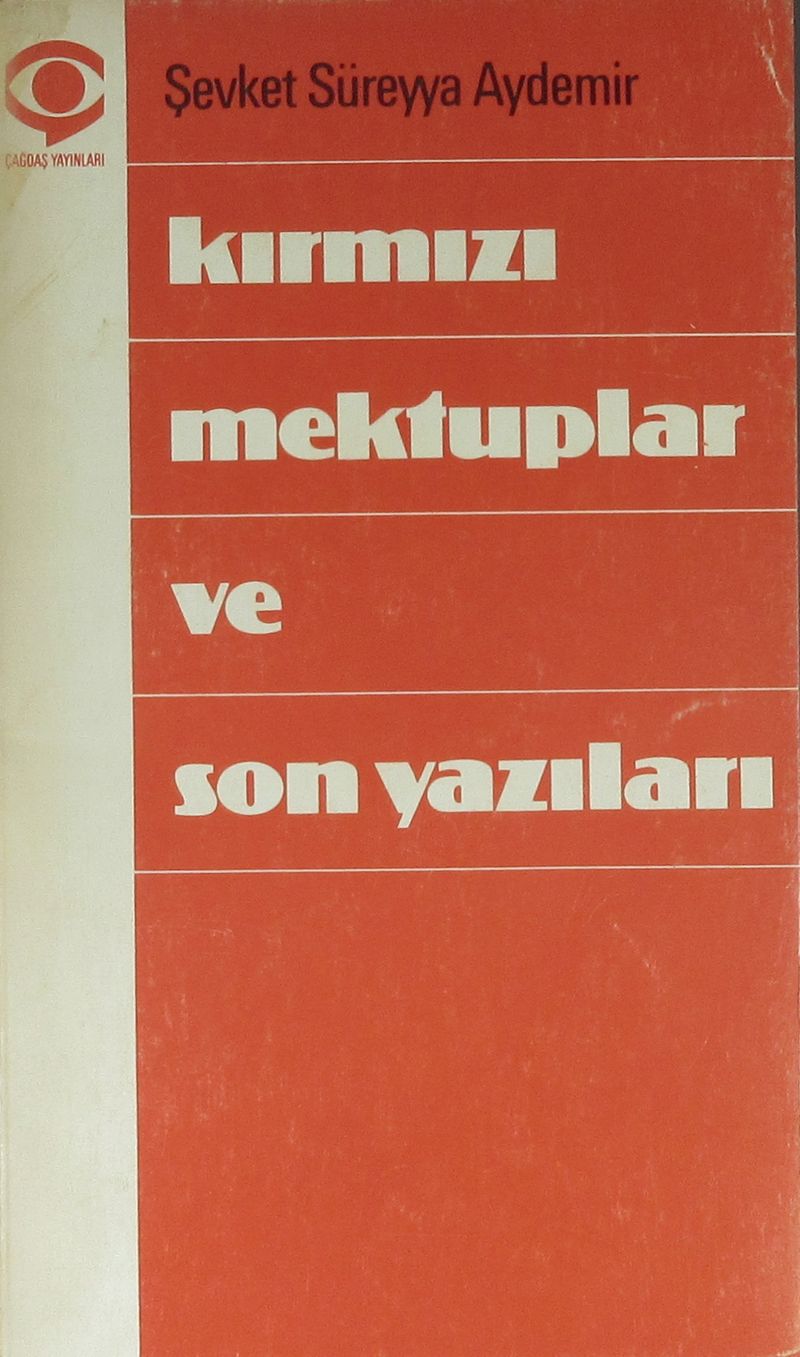 Şevket Süreyya Aydemir
ÇAĞDAŞ YAYINLARI
kırmızı
mektuplar
ve
son yazıları